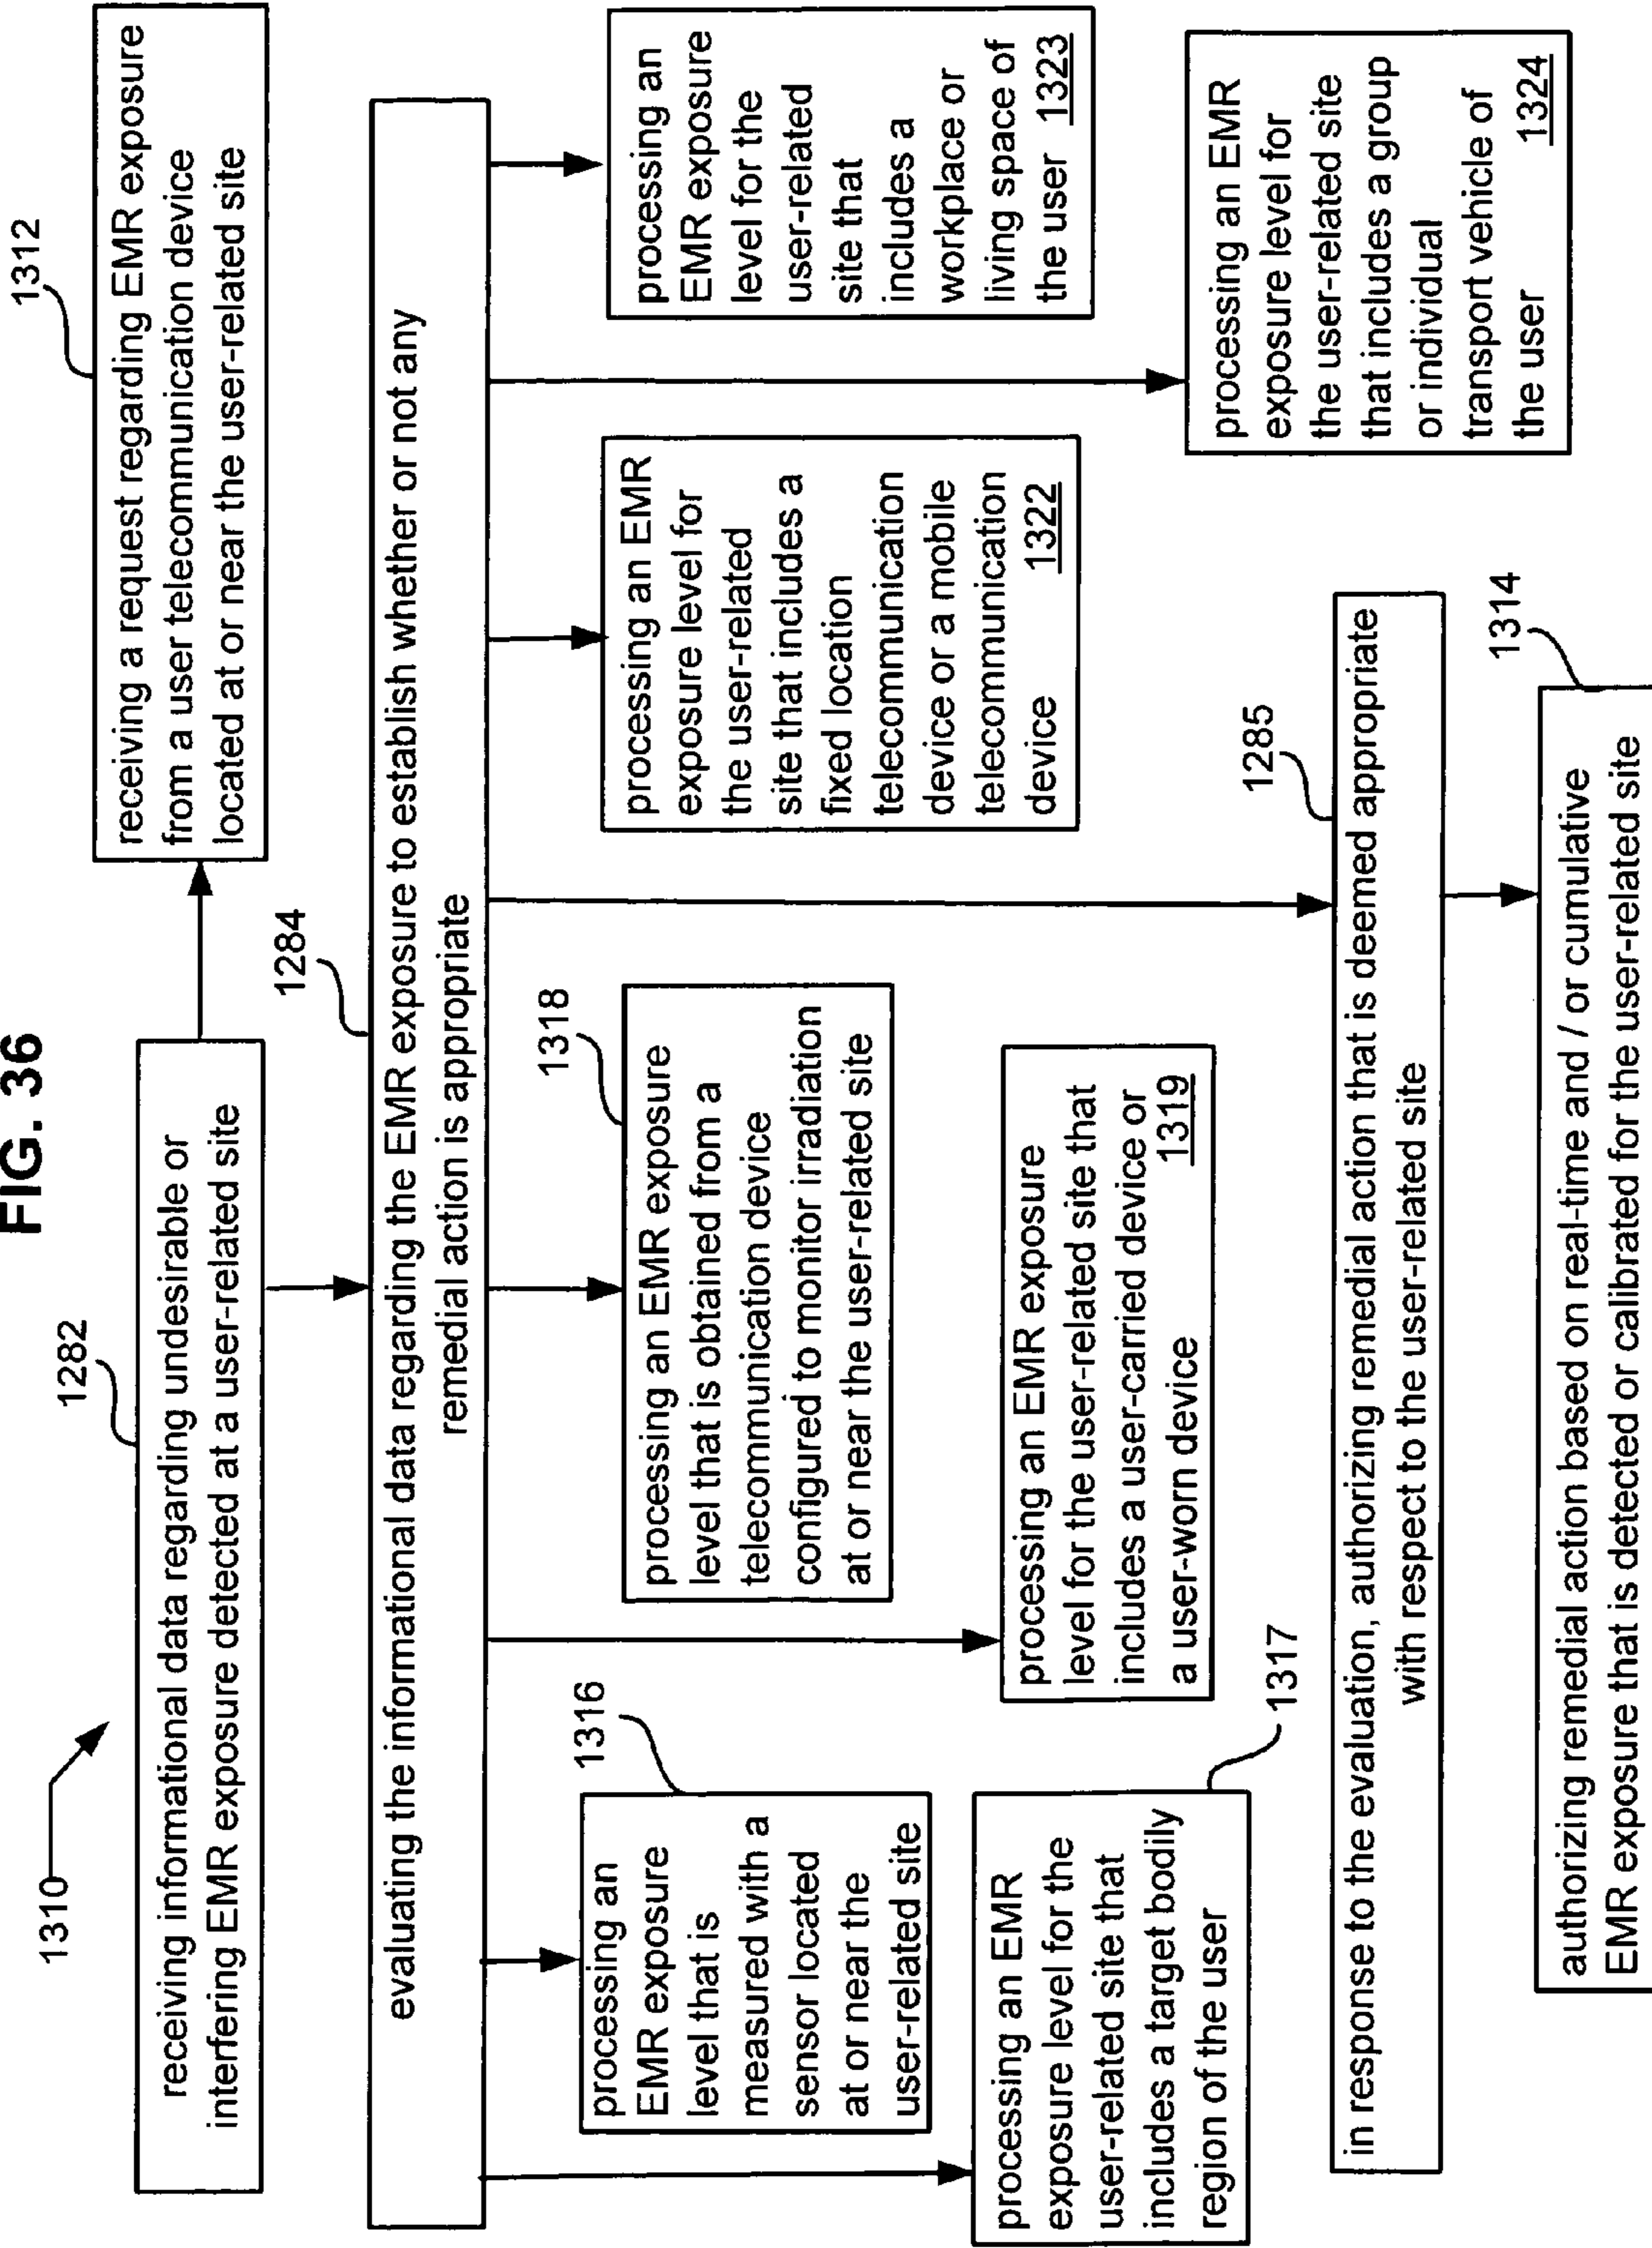 FIG. 36
1310
1282
receiving informational data regarding undesirable or
interfering EMR exposure detected at a user-related site
1312
receiving a request regarding EMR exposure
from a user telecommunication device
located at or near the user-related site
1284
evaluating the informational data regarding the EMR exposure to establish whether or not any
remedial action is appropriate
1316
processing an
EMR exposure
level that is
measured with a
sensor located
at or near the
user-related site
1318
processing an EMR exposure
level that is obtained from a
telecommunication device
configured to monitor irradiation
at or near the user-related site
processing an EMR
exposure level for
the user-related
site that includes a
fixed location
telecommunication
device or a mobile
telecommunication
device 1322
processing an
EMR exposure
level for the
user-related
site that
includes a
workplace or
living space of
the user 1323
processing an EMR
exposure level for the
user-related site that
includes a target bodily
region of the user
1317
processing an EMR exposure
level for the user-related site that
includes a user-carried device or
a user-worn device 1319
processing an EMR
exposure level for
the user-related site
that includes a group
or individual
transport vehicle of
the user 1324
1285
in response to the evaluation, authorizing remedial action that is deemed appropriate
with respect to the user-related site
1314
authorizing remedial action based on real-time and / or cumulative
EMR exposure that is detected or calibrated for the user-related site